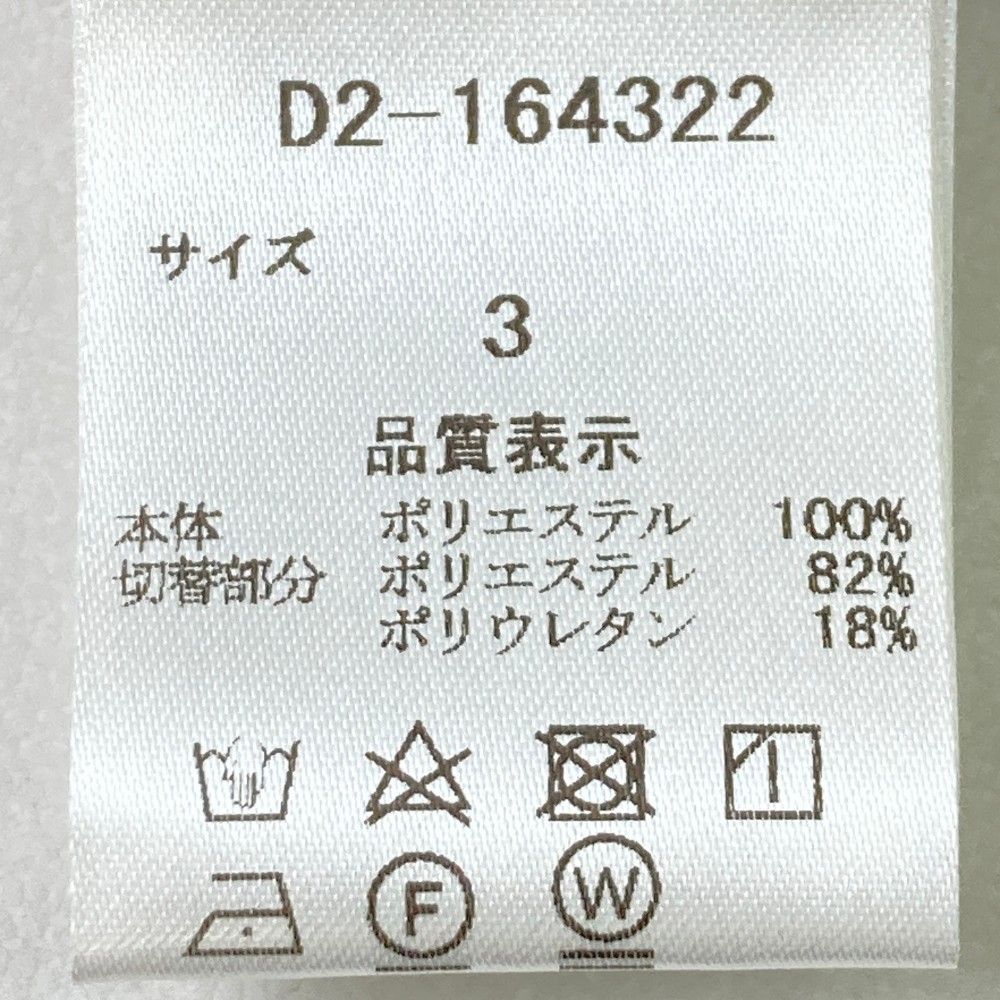 D2-164322
サイズ
3
品質表示
本体 ポリエステル 100%
切替部分 ポリエステル 82%
ポリウレタン 18%
F W